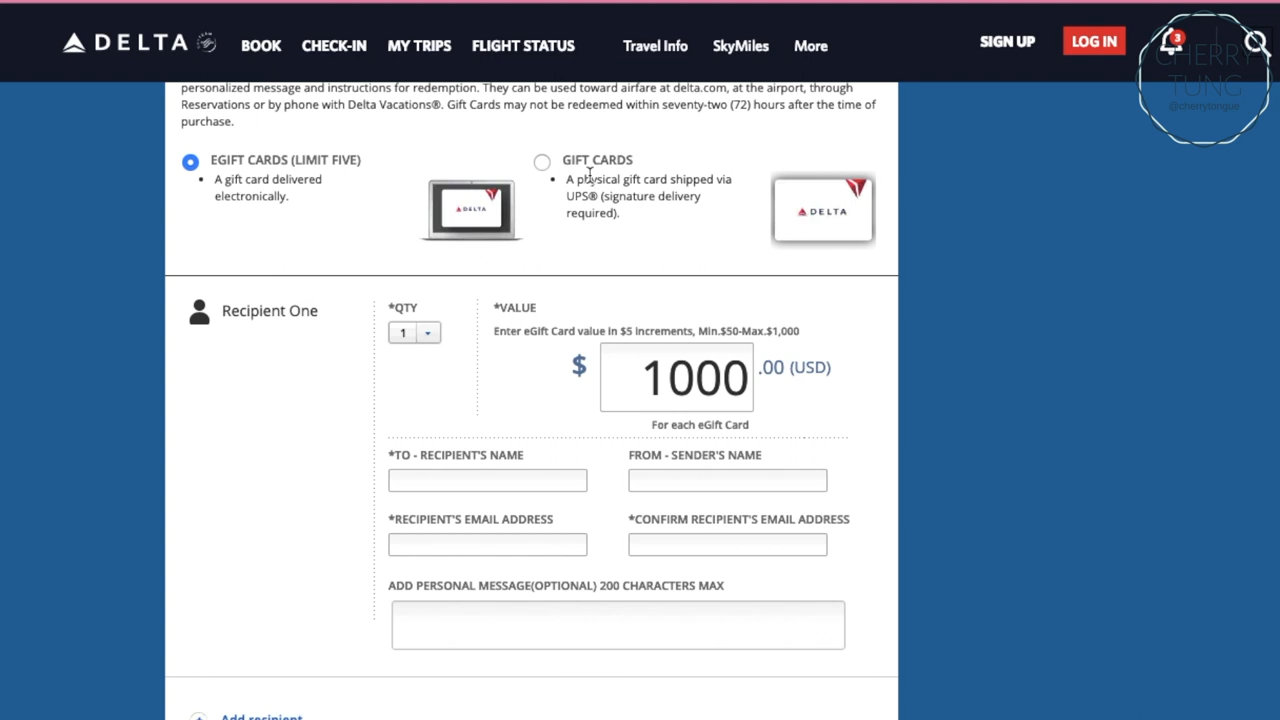 DELTA BOOK CHECK-IN MY TRIPS FLIGHT STATUS Travel Info SkyMiles More SIGN UP LOG IN 3
CHERRY
TUNG
@cherrytongue
personalized message and instructions for redemption. They can be used toward airfare at delta.com, at the airport, through
Reservations or by phone with Delta Vacations®. Gift Cards may not be redeemed within seventy-two (72) hours after the time of
purchase.
EGIFT CARDS (LIMIT FIVE)
• A gift card delivered
electronically.
DELTA
GIFT CARDS
• A physical gift card shipped via
UPS® (signature delivery
required).
DELTA
Recipient One
*QTY
1
*VALUE
Enter eGift Card value in $5 increments, Min.$50-Max.$1,000
$ 1000 .00 (USD)
For each eGift Card
*TO - RECIPIENT'S NAME
FROM - SENDER'S NAME
*RECIPIENT'S EMAIL ADDRESS
*CONFIRM RECIPIENT'S EMAIL ADDRESS
ADD PERSONAL MESSAGE(OPTIONAL) 200 CHARACTERS MAX
Add recipient